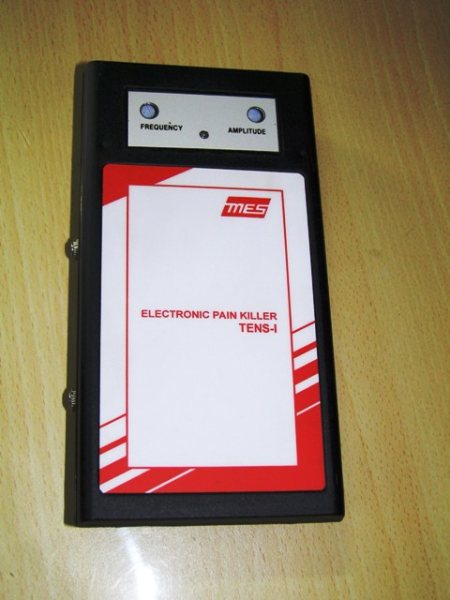 FREQUENCY AMPLITUDE
MES
ELECTRONIC PAIN KILLER
TENS-I